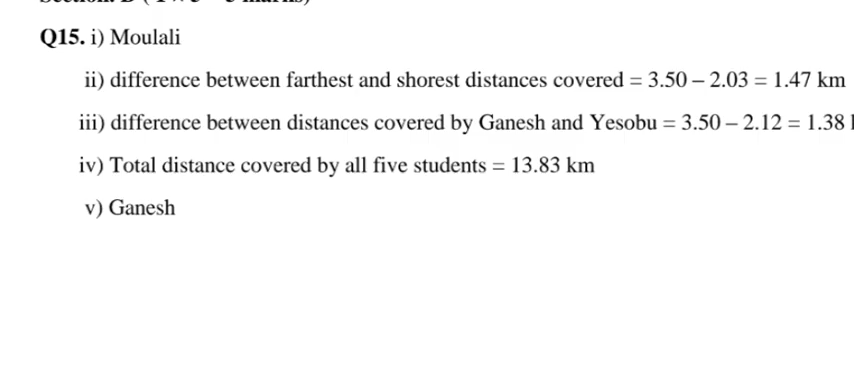 Q15. i) Moulali
ii) difference between farthest and shorest distances covered = 3.50 – 2.03 = 1.47 km
iii) difference between distances covered by Ganesh and Yesobu = 3.50 – 2.12 = 1.38
iv) Total distance covered by all five students = 13.83 km
v) Ganesh